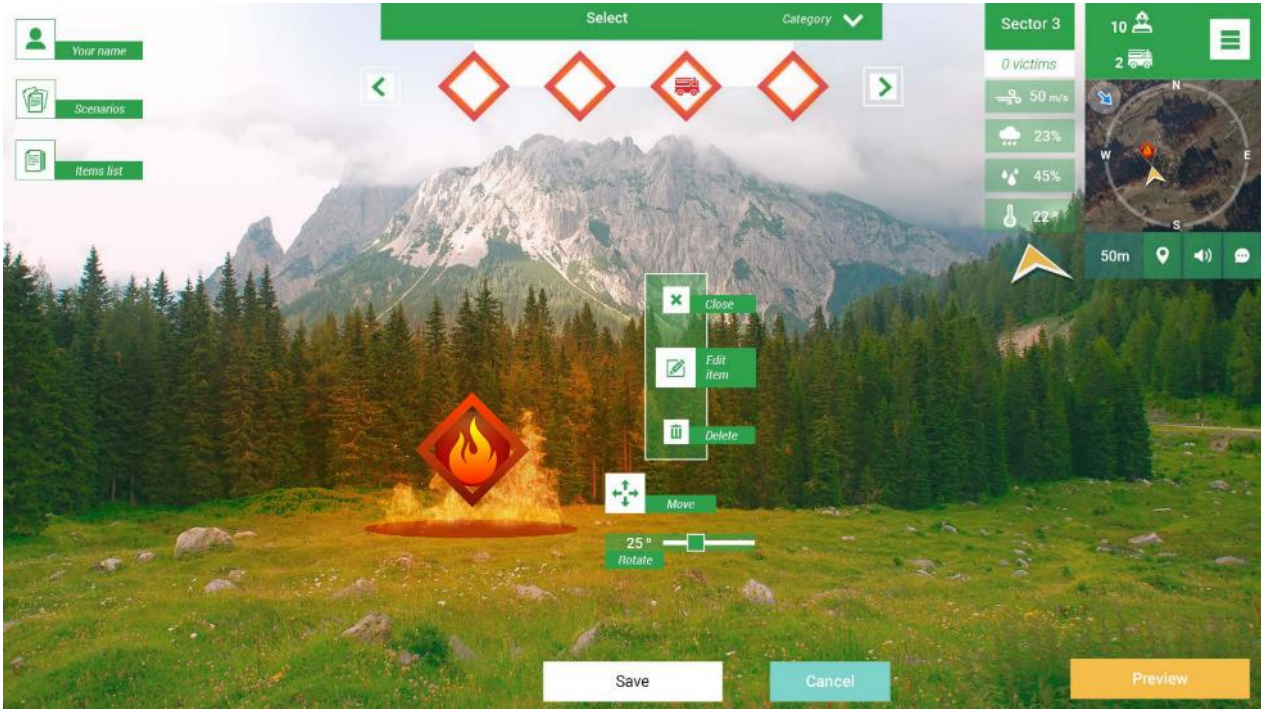 Your name
Scenarios
Items list
Select
Category
Sector 3
0 victims
50 m/s
23%
45%
22 °
10
2
N
W
E
S
50m
Close
Edit
item
Delete
Move
25 °
Rotate
Save
Cancel
Preview